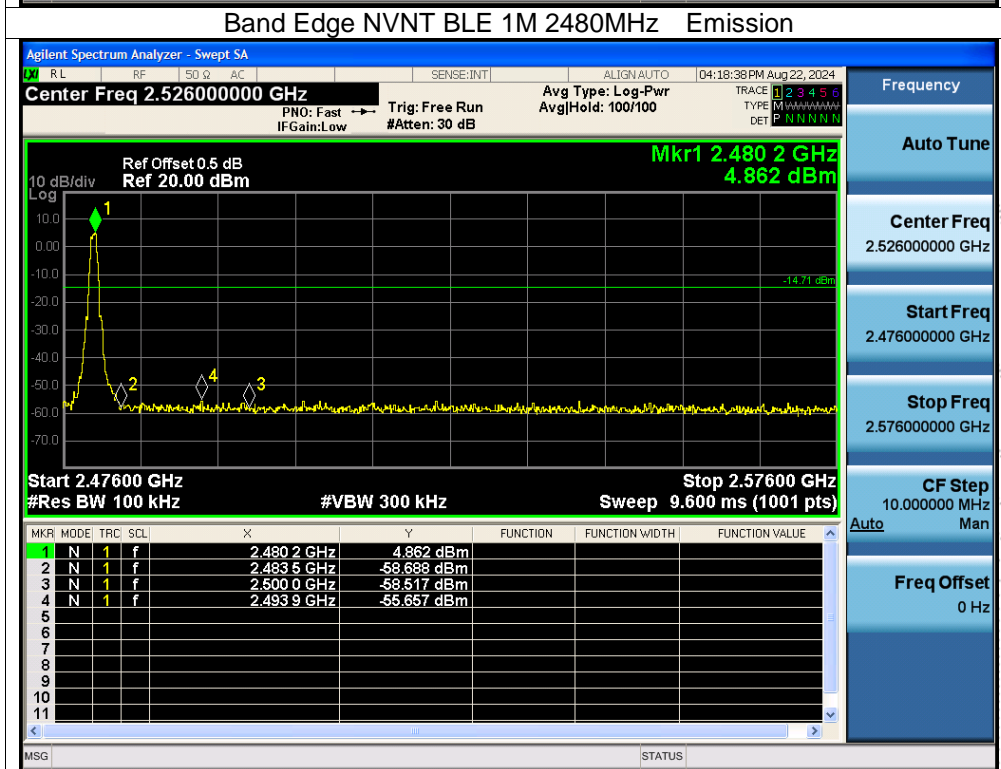 Band Edge NVNT BLE 1M 2480MHz Emission
Agilent Spectrum Analyzer - Swept SA
LXI RL RF 50 Ω AC SENSE:INT ALIGN AUTO 04:18:38 PM Aug 22, 2024
Center Freq 2.526000000 GHz
PNO: Fast
IFGain:Low
Trig: Free Run
#Atten: 30 dB
Avg Type: Log-Pwr
Avg|Hold: 100/100
TRACE 1 2 3 4 5 6
TYPE M W W W W W
DET P N N N N N
Frequency
Mkr1 2.480 2 GHz
4.862 dBm
Ref Offset 0.5 dB
10 dB/div Ref 20.00 dBm
Log
10.0
0.00
-10.0
-20.0
-30.0
-40.0
-50.0
-60.0
-70.0
1
-14.71 dBm
2
4
3
Start 2.47600 GHz Stop 2.57600 GHz
#Res BW 100 kHz #VBW 300 kHz Sweep 9.600 ms (1001 pts)
MKR MODE TRC SCL X Y FUNCTION FUNCTION WIDTH FUNCTION VALUE
1 N 1 f 2.480 2 GHz 4.862 dBm
2 N 1 f 2.483 5 GHz -58.688 dBm
3 N 1 f 2.500 0 GHz -58.517 dBm
4 N 1 f 2.493 9 GHz -55.657 dBm
5
6
7
8
9
10
11
MSG STATUS
Auto Tune
Center Freq
2.526000000 GHz
Start Freq
2.476000000 GHz
Stop Freq
2.576000000 GHz
CF Step
10.000000 MHz
Auto Man
Freq Offset
0 Hz